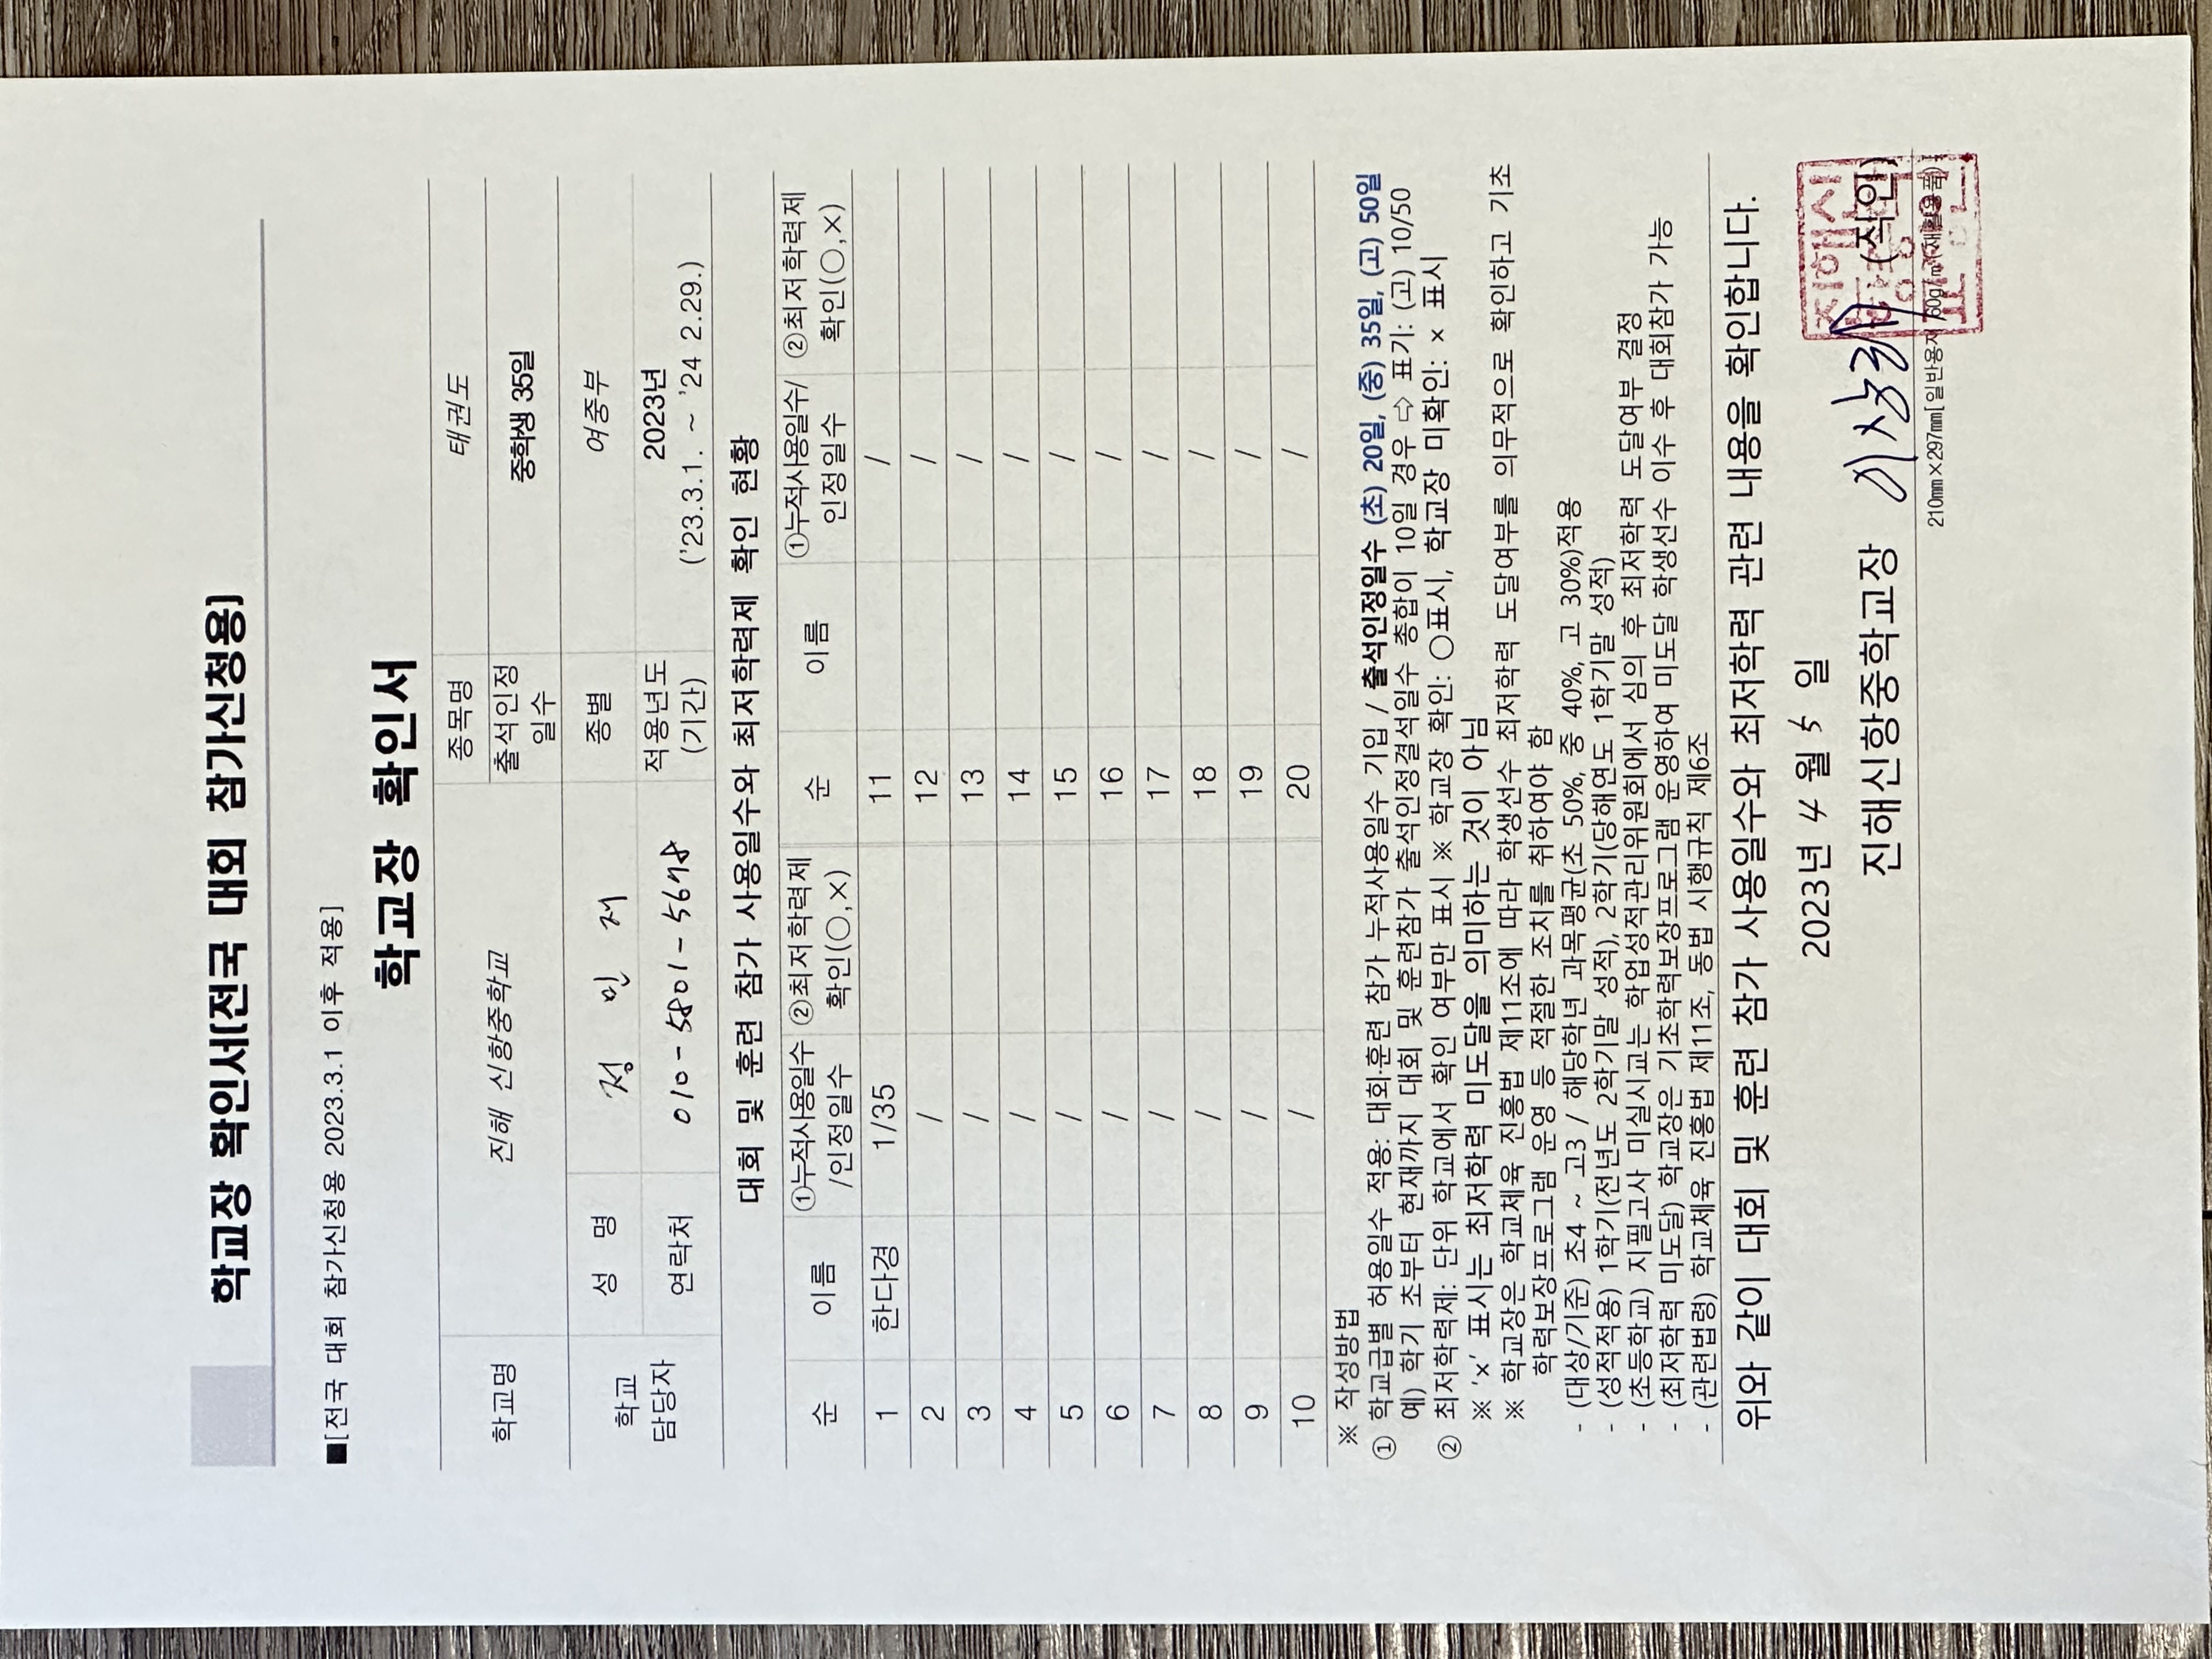 학교장 확인서[전국 대회 참가신청용]
■[전국 대회 참가신청용 2023.3.1 이후 적용]
학교장 확인서
학교명 진해 신항중학교 종목명 태권도
출석인정 일수 중학생 35일
학교 담당자 성 명 정 민 저 종별 여중부
연락처 010-5801-5678 적용년도 (기간) 2023년 ('23.3.1. ~ '24 2.29.)
대회 및 훈련 참가 사용일수와 최저학력제 확인 현황
순 이름 ①누적사용일수 /인정일수 ②최저학력제 확인(○,×) 순 이름 ①누적사용일수/ 인정일수 ②최저학력제 확인(○,×)
1 한다경 1/35 11 /
2 / 12 /
3 / 13 /
4 / 14 /
5 / 15 /
6 / 16 /
7 / 17 /
8 / 18 /
9 / 19 /
10 / 20 /
※ 작성방법
① 학교급별 허용일수 적용: 대회·훈련 참가 누적사용일수 기입 / 출석인정일수 (초) 20일, (중) 35일, (고) 50일
예) 학기 초부터 현재까지 대회 및 훈련참가 출석인정결석일수 총합이 10일 경우 ⇨ 표기: (고) 10/50
② 최저학력제: 단위 학교에서 확인 여부만 표시 ※ 학교장 확인: ○표시, 학교장 미확인: × 표시
※ '×' 표시는 최저학력 미도달을 의미하는 것이 아님
※ 학교장은 학교체육 진흥법 제11조에 따라 학생선수 최저학력 도달여부를 의무적으로 확인하고 기초
학력보장프로그램 운영 등 적절한 조치를 취하여야 함
- (대상/기준) 초4 ~ 고3 / 해당학년 과목평균(초 50%, 중 40%, 고 30%)적용
- (성적적용) 1학기(전년도 2학기말 성적), 2학기(당해연도 1학기말 성적)
- (초등학교) 지필고사 미실시교는 학업성적관리위원회에서 심의 후 최저학력 도달여부 결정
- (최저학력 미도달) 학교장은 기초학력보장프로그램 운영하여 미도달 학생선수 이수 후 대회참가 가능
- (관련법령) 학교체육 진흥법 제11조, 동법 시행규칙 제6조
위와 같이 대회 및 훈련 참가 사용일수와 최저학력 관련 내용을 확인합니다.
2023년 4 월 5 일
진해신항중학교장 (직인)
210㎜×297㎜[일반용지 60g/㎡(재활용품)]